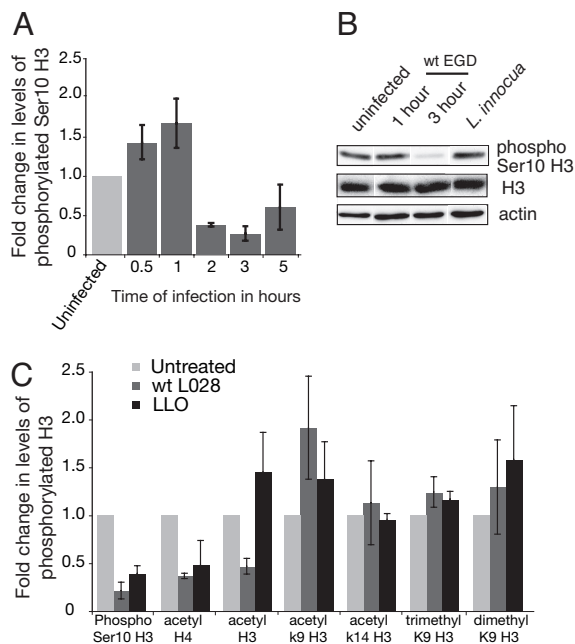 A
Fold change in levels of
phosphorylated Ser10 H3
2.5
2.0
1.5
1.0
0.5
0
Uninfected
0.5
1
2
3
5
Time of infection in hours
B
wt EGD
uninfected
1 hour
3 hour
L. innocua
phospho
Ser10 H3
H3
actin
C
Untreated
wt L028
LLO
Fold change in levels of
phosphorylated H3
2.5
2.0
1.5
1.0
0.5
0
Phospho
Ser10 H3
acetyl
H4
acetyl
H3
acetyl
k9 H3
acetyl
k14 H3
trimethyl
K9 H3
dimethyl
K9 H3